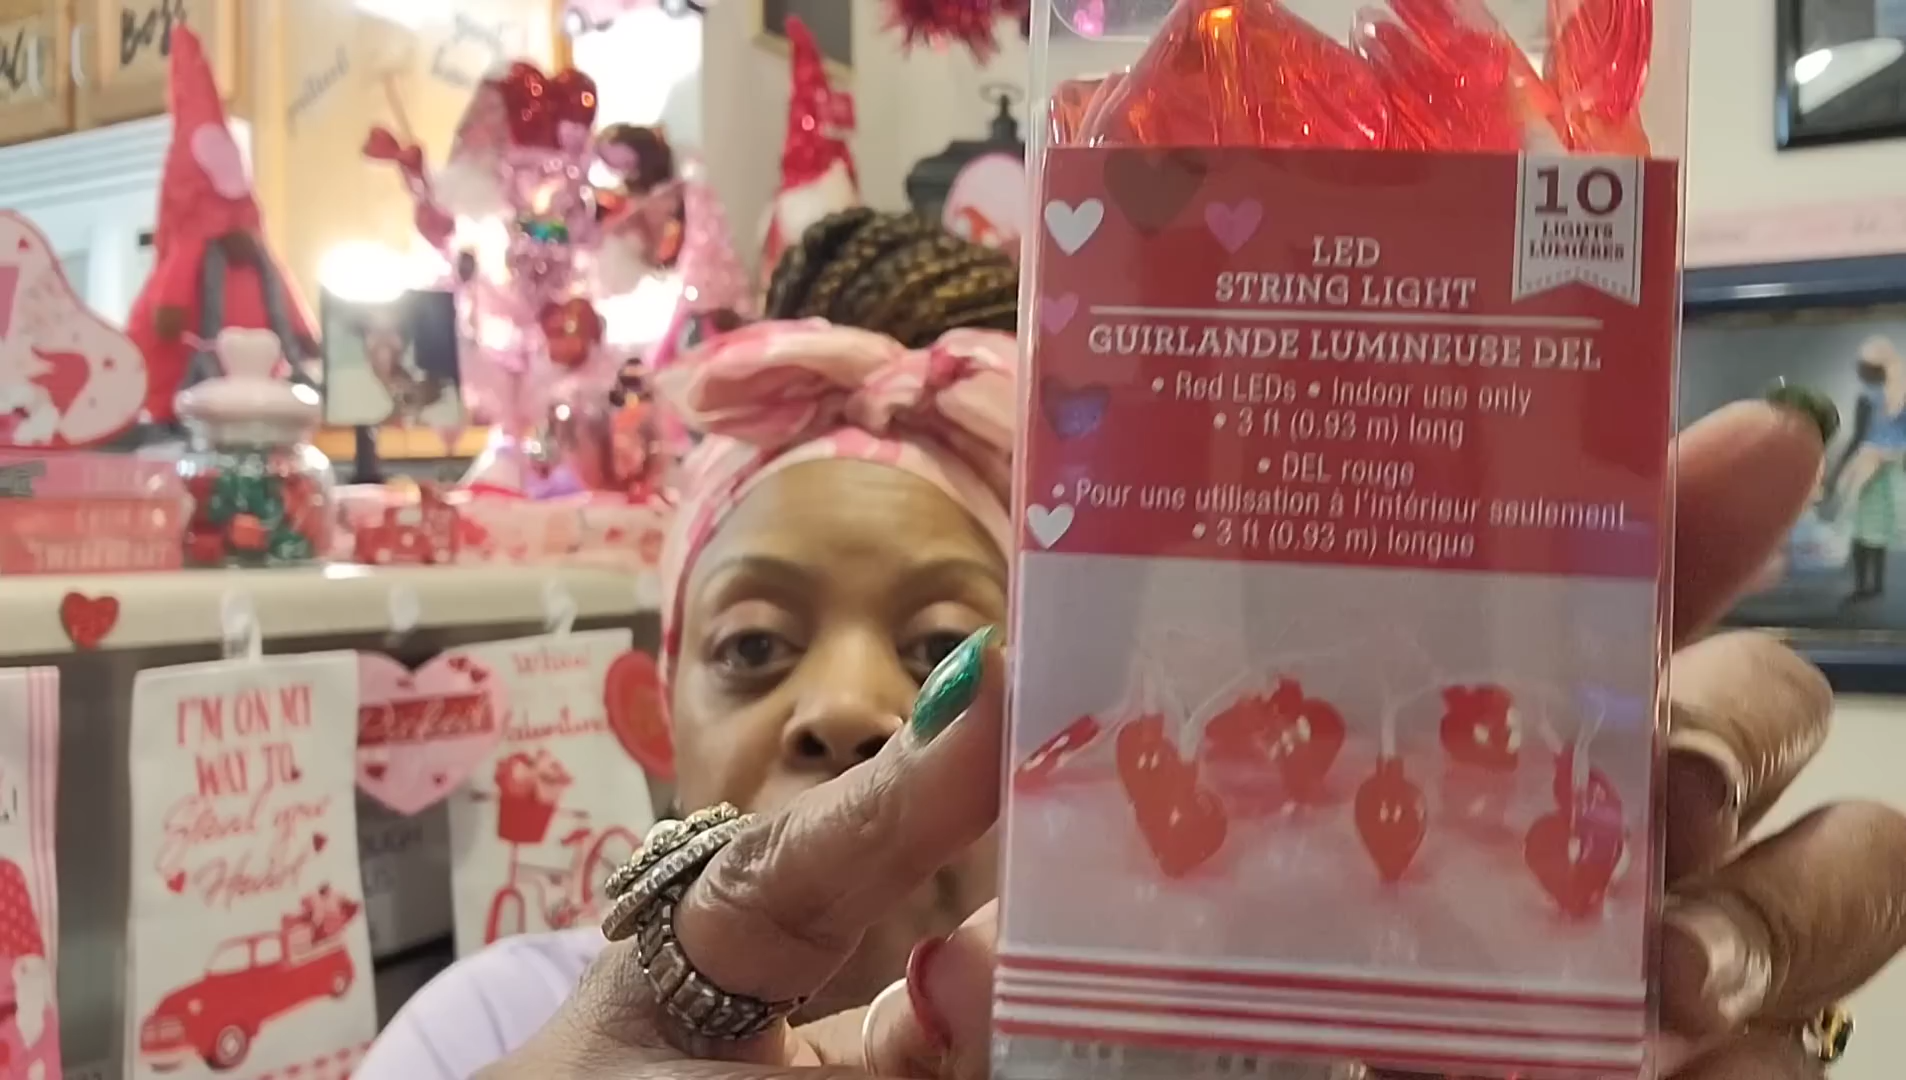 Boss
10
LIGHTS
LUMIÈRES
LED
STRING LIGHT
GUIRLANDE LUMINEUSE DEL
• Red LEDs • Indoor use only
• 3 ft (0.93 m) long
• DEL rouge
• Pour une utilisation à l'intérieur seulement
• 3 ft (0.93 m) longue
I'M ON MY
WAY TO
Steal your
Heart
Perfect